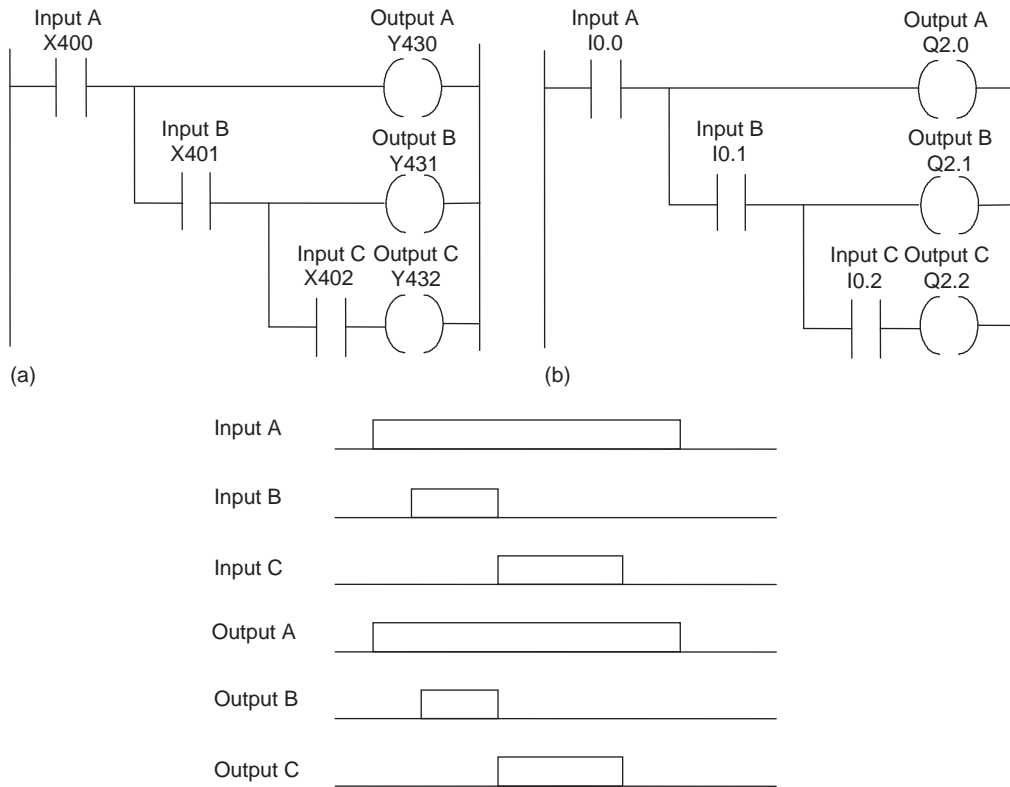 Input A
X400
Output A
Y430
Input B
X401
Output B
Y431
Input C Output C
X402 Y432
(a)
Input A
I0.0
Output A
Q2.0
Input B
I0.1
Output B
Q2.1
Input C Output C
I0.2 Q2.2
(b)
Input A
Input B
Input C
Output A
Output B
Output C